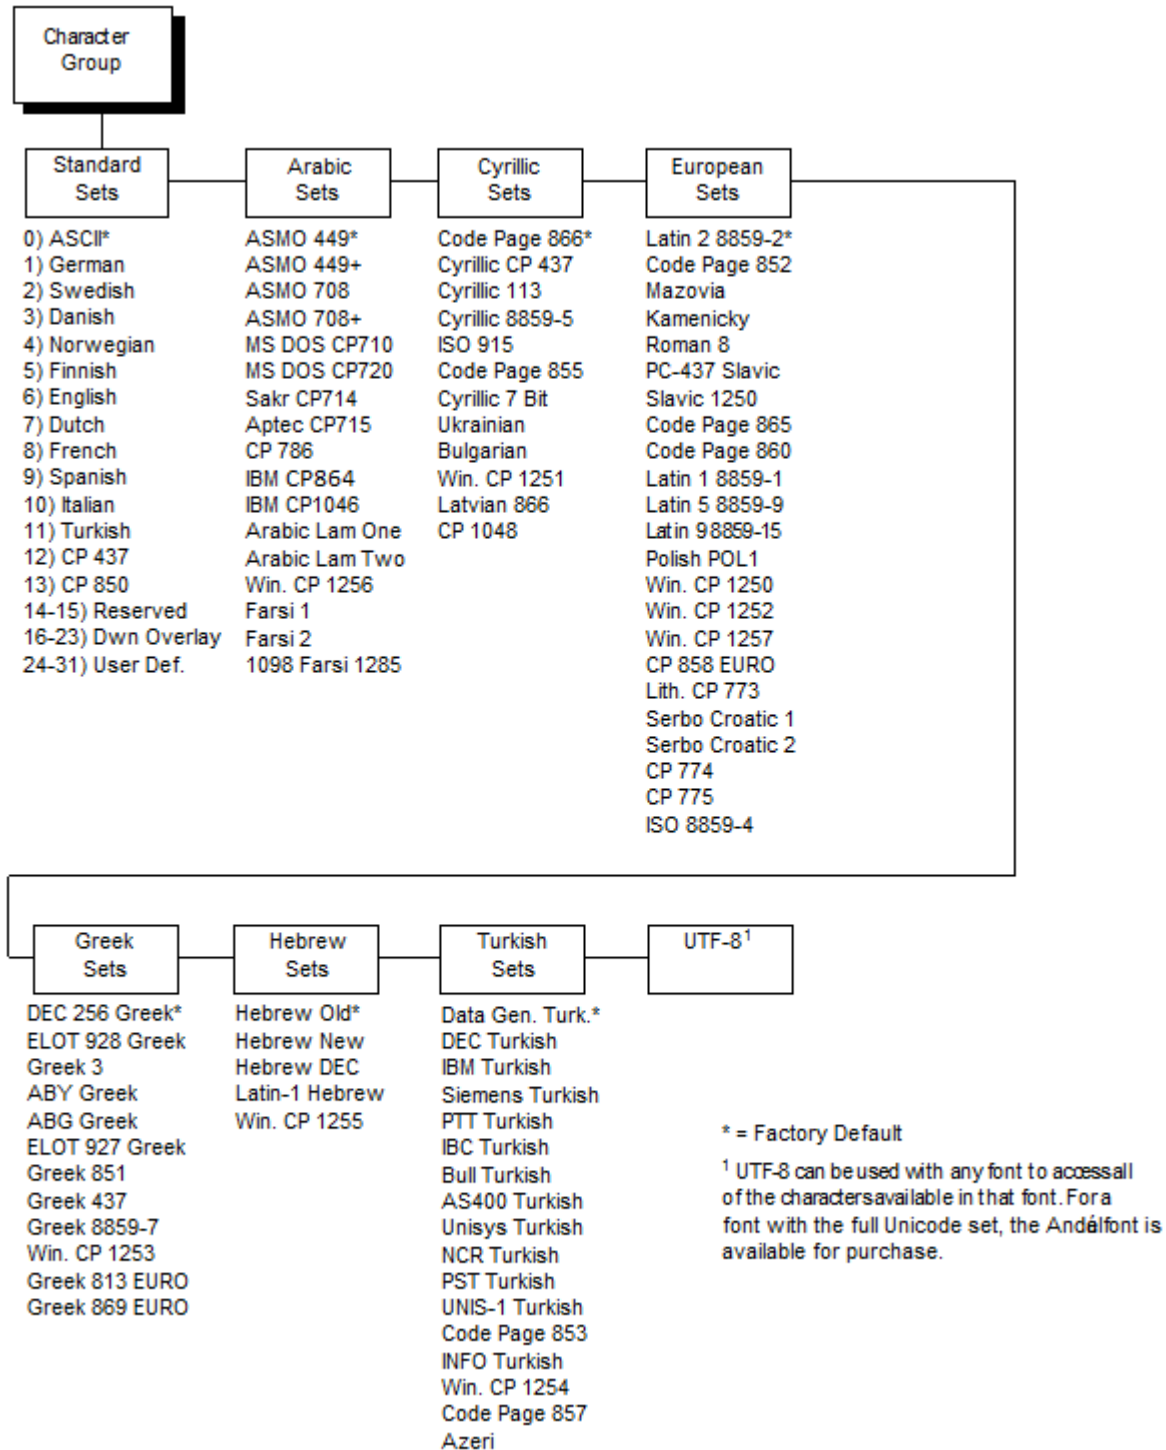 Character
Group
Standard
Sets
0) ASCII*
1) German
2) Swedish
3) Danish
4) Norwegian
5) Finnish
6) English
7) Dutch
8) French
9) Spanish
10) Italian
11) Turkish
12) CP 437
13) CP 850
14-15) Reserved
16-23) Dwn Overlay
24-31) User Def.
Arabic
Sets
ASMO 449*
ASMO 449+
ASMO 708
ASMO 708+
MS DOS CP710
MS DOS CP720
Sakr CP714
Aptec CP715
CP 786
IBM CP864
IBM CP1046
Arabic Lam One
Arabic Lam Two
Win. CP 1256
Farsi 1
Farsi 2
1098 Farsi 1285
Cyrillic
Sets
Code Page 866*
Cyrillic CP 437
Cyrillic 113
Cyrillic 8859-5
ISO 915
Code Page 855
Cyrillic 7 Bit
Ukrainian
Bulgarian
Win. CP 1251
Latvian 866
CP 1048
European
Sets
Latin 2 8859-2*
Code Page 852
Mazovia
Kamenicky
Roman 8
PC-437 Slavic
Slavic 1250
Code Page 865
Code Page 860
Latin 1 8859-1
Latin 5 8859-9
Latin 98859-15
Polish POL1
Win. CP 1250
Win. CP 1252
Win. CP 1257
CP 858 EURO
Lith. CP 773
Serbo Croatic 1
Serbo Croatic 2
CP 774
CP 775
ISO 8859-4
Greek
Sets
DEC 256 Greek*
ELOT 928 Greek
Greek 3
ABY Greek
ABG Greek
ELOT 927 Greek
Greek 851
Greek 437
Greek 8859-7
Win. CP 1253
Greek 813 EURO
Greek 869 EURO
Hebrew
Sets
Hebrew Old*
Hebrew New
Hebrew DEC
Latin-1 Hebrew
Win. CP 1255
Turkish
Sets
Data Gen. Turk.*
DEC Turkish
IBM Turkish
Siemens Turkish
PTT Turkish
IBC Turkish
Bull Turkish
AS400 Turkish
Unisys Turkish
NCR Turkish
PST Turkish
UNIS-1 Turkish
Code Page 853
INFO Turkish
Win. CP 1254
Code Page 857
Azeri
UTF-8¹
* = Factory Default
¹ UTF-8 can be used with any font to access all
of the characters available in that font. For a
font with the full Unicode set, the font is
available for purchase.